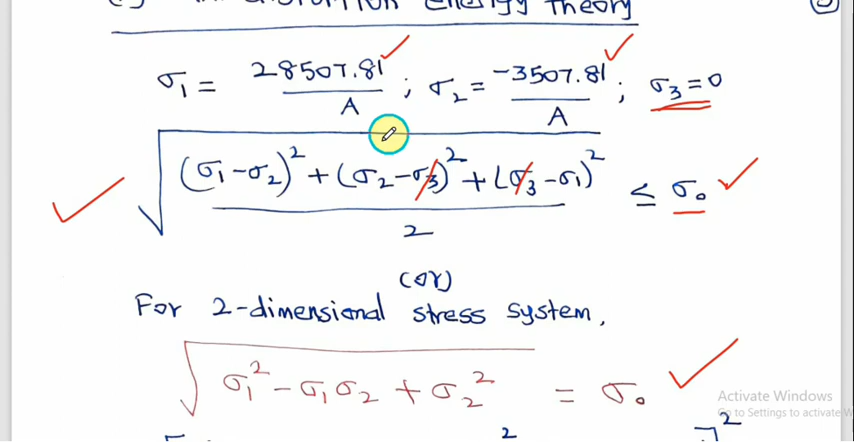 energy theory
σ₁ = 28507.81/A ; σ₂ = -3507.81/A ; σ₃ = 0
√(((σ₁ - σ₂)² + (σ₂ - σ₃)² + (σ₃ - σ₁)²)/2) ≤ σ₀
(or)
For 2-dimensional stress system,
√(σ₁² - σ₁σ₂ + σ₂²) = σ₀
Activate Windows
Go to Settings to activate W